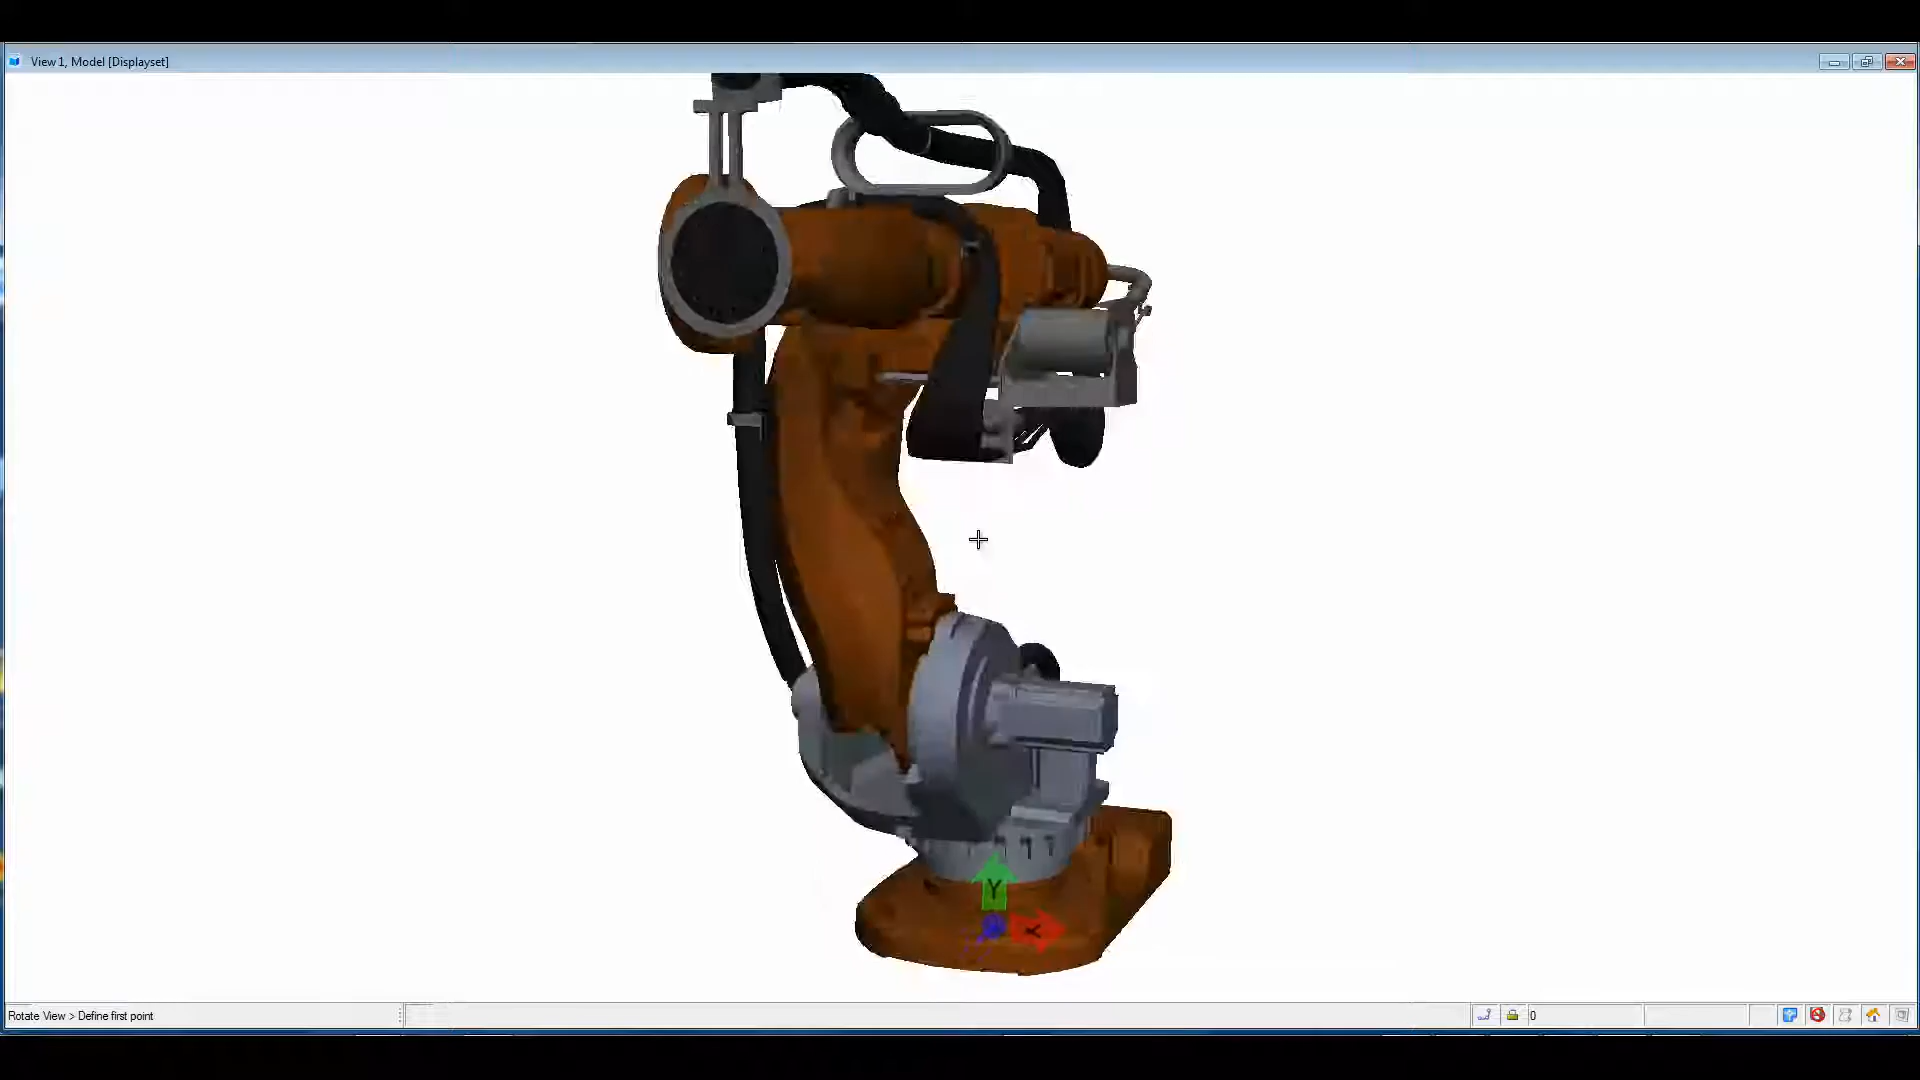 View 1, Model [Displayset]
Y
X
Rotate View > Define first point
0